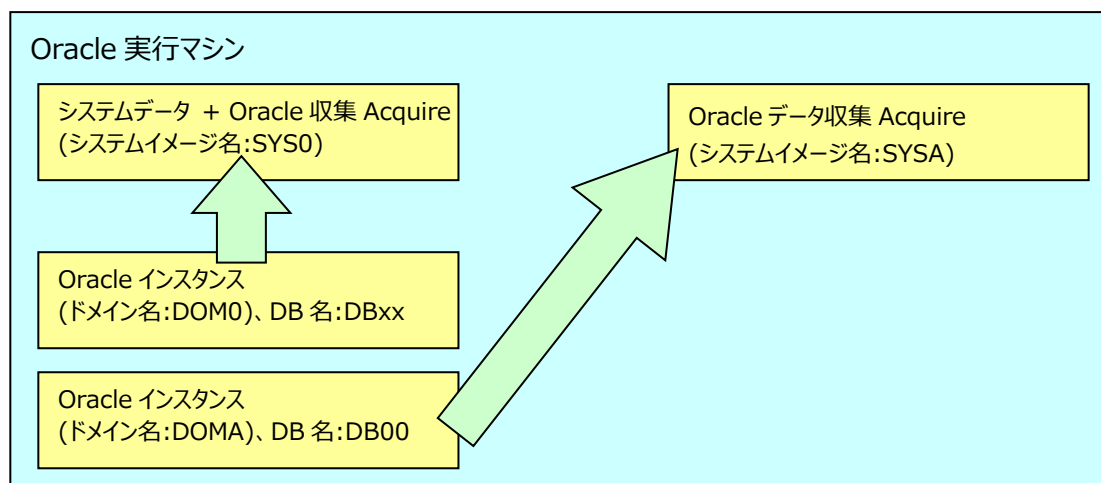 Oracle 実行マシン
システムデータ + Oracle 収集 Acquire
(システムイメージ名:SYS0)
Oracle データ収集 Acquire
(システムイメージ名:SYSA)
Oracle インスタンス
(ドメイン名:DOM0)、DB 名:DBxx
Oracle インスタンス
(ドメイン名:DOMA)、DB 名:DB00